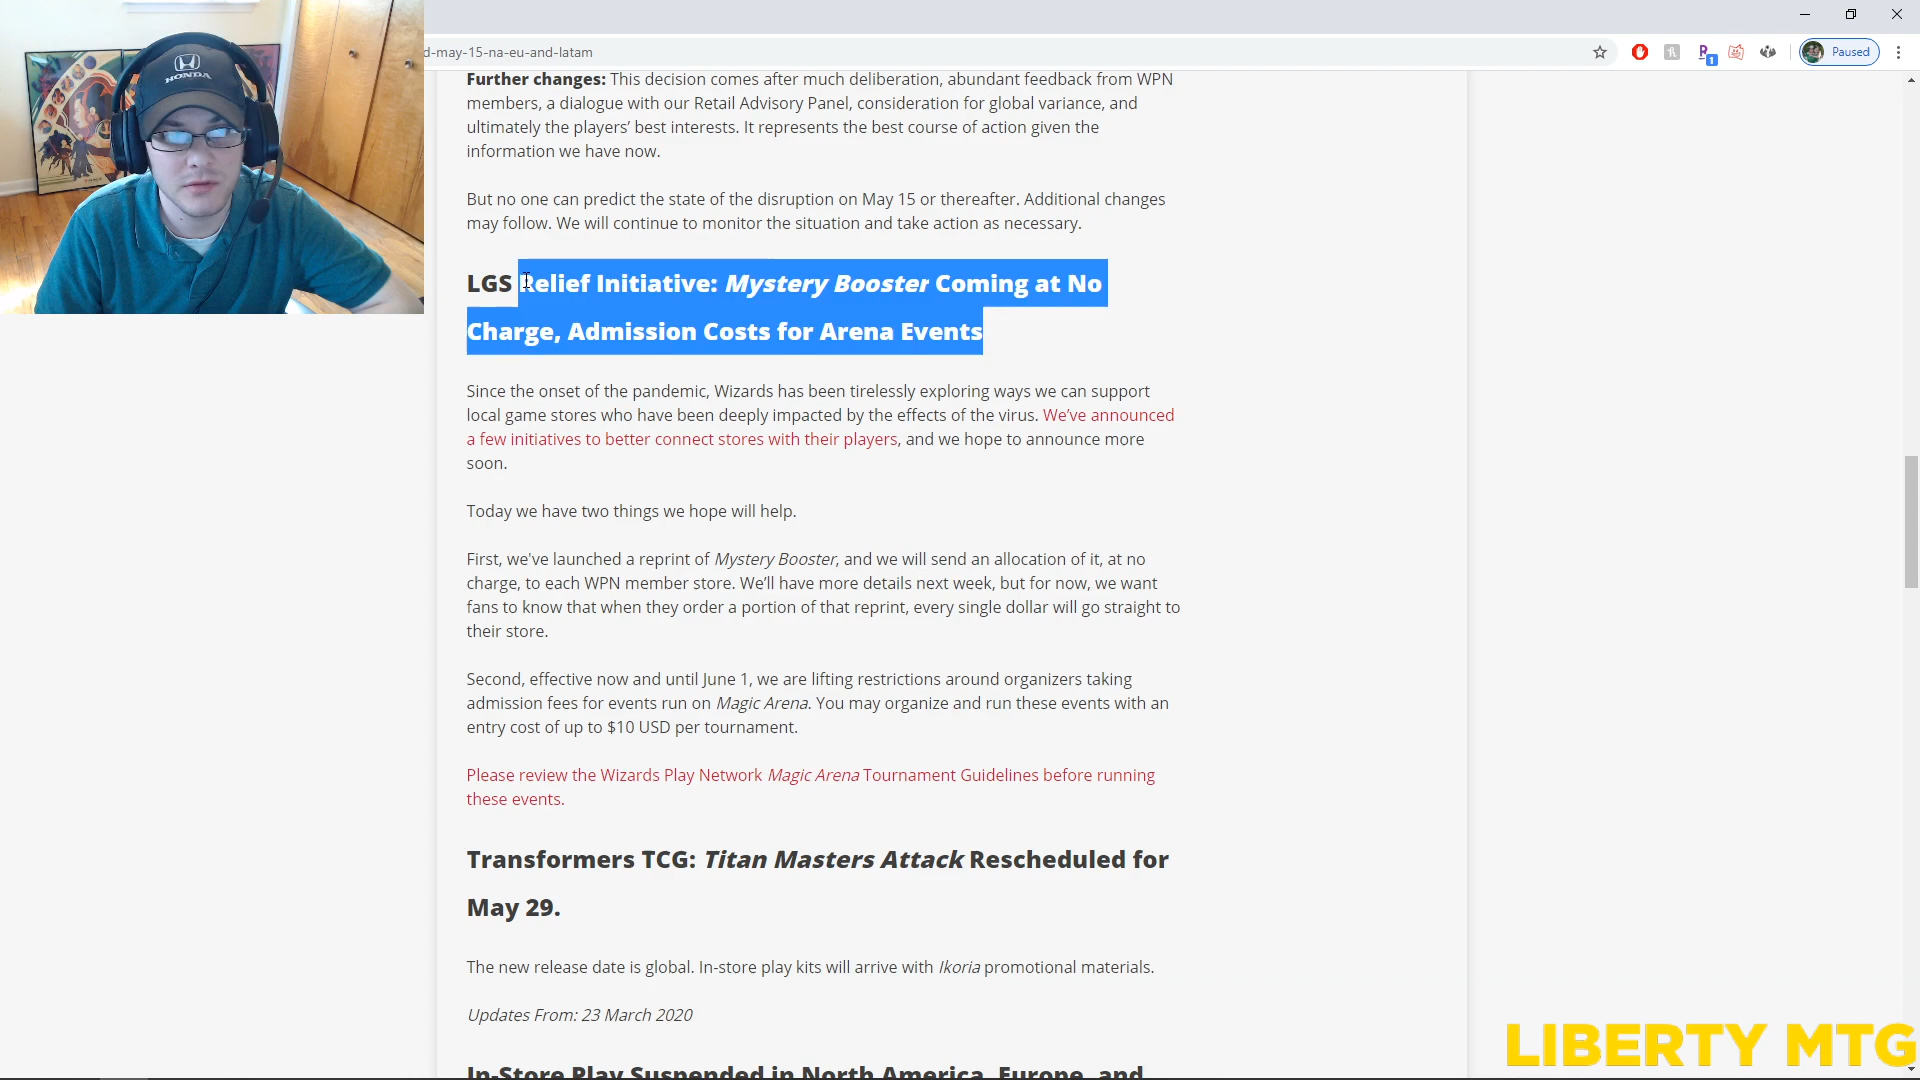 HONDA
d-may-15-na-eu-and-latam
1
Paused
Further changes: This decision comes after much deliberation, abundant feedback from WPN
members, a dialogue with our Retail Advisory Panel, consideration for global variance, and
ultimately the players’ best interests. It represents the best course of action given the
information we have now.
But no one can predict the state of the disruption on May 15 or thereafter. Additional changes
may follow. We will continue to monitor the situation and take action as necessary.
LGS Relief Initiative: Mystery Booster Coming at No
Charge, Admission Costs for Arena Events
Since the onset of the pandemic, Wizards has been tirelessly exploring ways we can support
local game stores who have been deeply impacted by the effects of the virus. We’ve announced
a few initiatives to better connect stores with their players, and we hope to announce more
soon.
Today we have two things we hope will help.
First, we've launched a reprint of Mystery Booster, and we will send an allocation of it, at no
charge, to each WPN member store. We’ll have more details next week, but for now, we want
fans to know that when they order a portion of that reprint, every single dollar will go straight to
their store.
Second, effective now and until June 1, we are lifting restrictions around organizers taking
admission fees for events run on Magic Arena. You may organize and run these events with an
entry cost of up to $10 USD per tournament.
Please review the Wizards Play Network Magic Arena Tournament Guidelines before running
these events.
Transformers TCG: Titan Masters Attack Rescheduled for
May 29.
The new release date is global. In-store play kits will arrive with Ikoria promotional materials.
Updates From: 23 March 2020
In-Store Play Suspended in North America, Europe, and
LIBERTY MTG